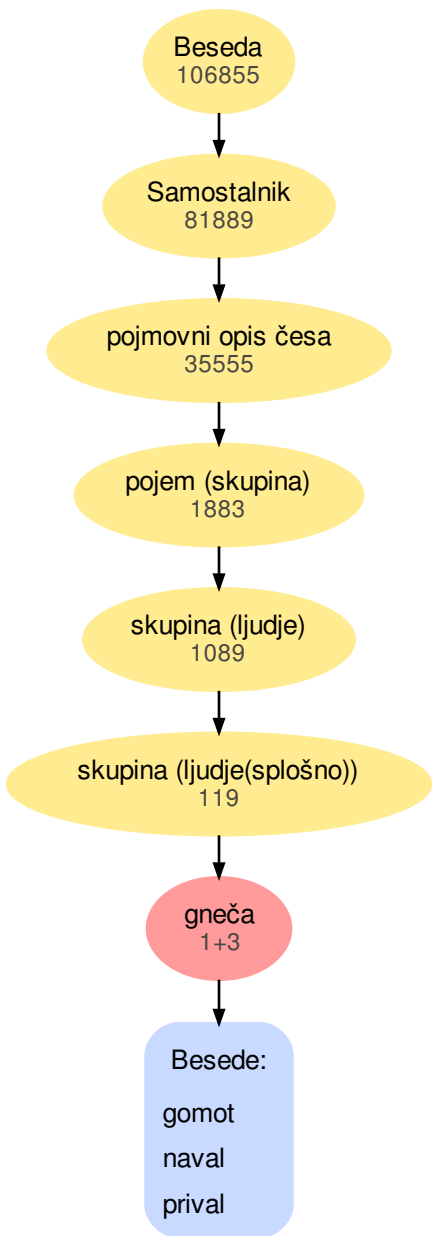 Beseda
106855
Samostalnik
81889
pojmovni opis česa
35555
pojem (skupina)
1883
skupina (ljudje)
1089
skupina (ljudje(splošno))
119
gneča
1+3
Besede:
gomot
naval
prival